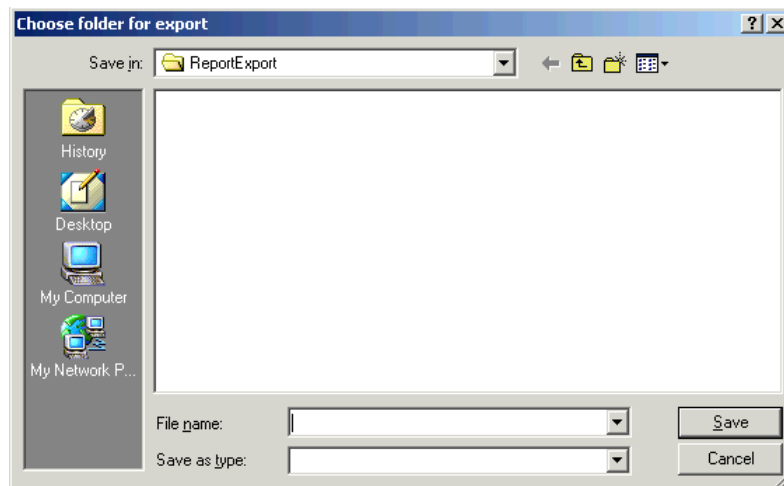 Choose folder for export
Save in: ReportExport
History
Desktop
My Computer
My Network P...
File name:
Save
Save as type:
Cancel